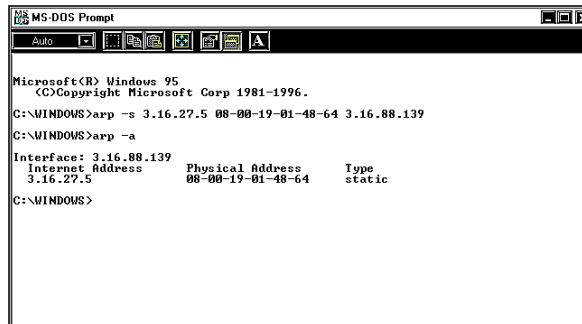 MS-DOS Prompt
Auto
A
Microsoft(R) Windows 95
(C)Copyright Microsoft Corp 1981-1996.
C:\WINDOWS>arp -s 3.16.27.5 08-00-19-01-48-64 3.16.88.139
C:\WINDOWS>arp -a
Interface: 3.16.88.139
Internet Address Physical Address Type
3.16.27.5 08-00-19-01-48-64 static
C:\WINDOWS>